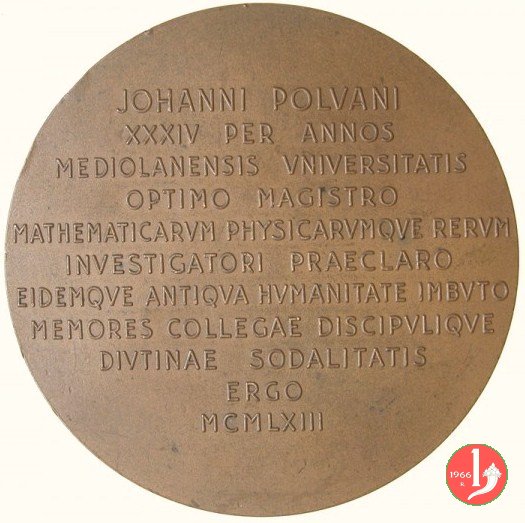 JOHANNI POLVANI
XXXIV PER ANNOS
MEDIOLANENSIS VNIVERSITATIS
OPTIMO MAGISTRO
MATHEMATICARVM PHYSICARVMQVE RERVM
INVESTIGATORI PRAECLARO
EIDEMQVE ANTIQVA HVMANITATE IMBVTO
MEMORES COLLEGAE DISCIPVLIQVE
DIVTINAE SODALITATIS
ERGO
MCMLXIII
1966
R